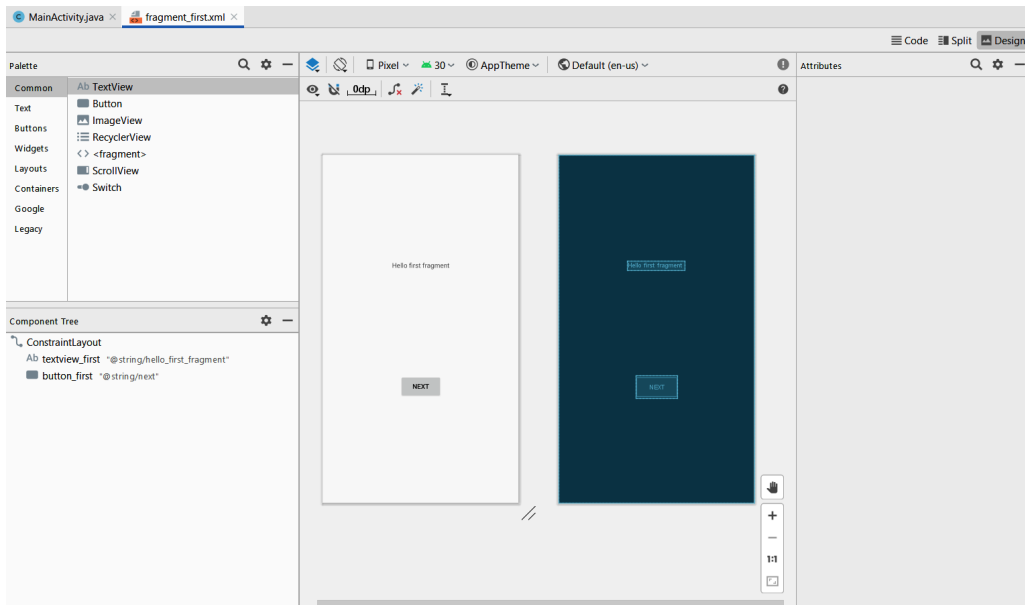 MainActivity.java fragment_first.xml
Code Split Design
Palette
Common
Text
Buttons
Widgets
Layouts
Containers
Google
Legacy
Ab TextView
Button
ImageView
RecyclerView
<fragment>
ScrollView
Switch
Component Tree
ConstraintLayout
Ab textview_first "@string/hello_first_fragment"
button_first "@string/next"
Pixel 30 AppTheme Default (en-us)
0dp
Hello first fragment
NEXT
Hello first fragment
NEXT
1:1
Attributes